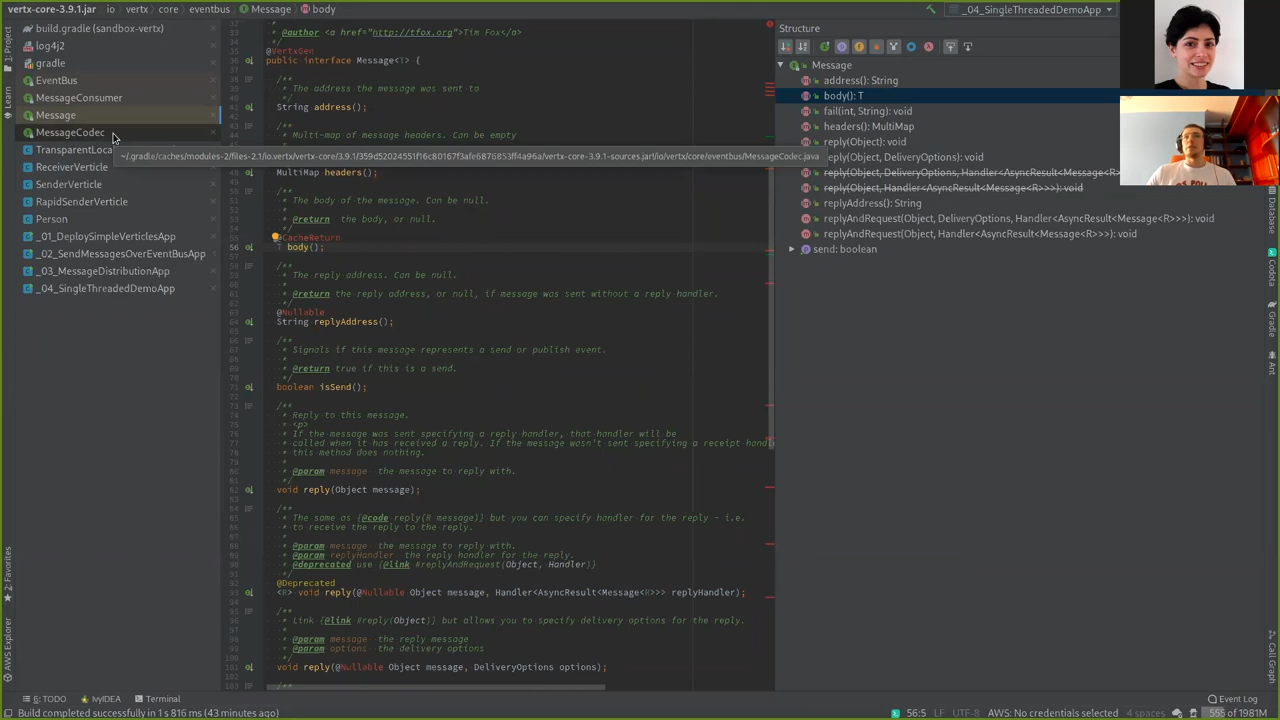 vertx-core-3.9.1.jar io vertx core eventbus Message body
_04_SingleThreadedDemoApp
1: Project
Learn
2: Favorites
AWS Explorer
build.gradle (sandbox-vertx)
log4j2
gradle
EventBus
MessageConsumer
Message
MessageCodec
TransparentLoca
ReceiverVerticle
SenderVerticle
RapidSenderVerticle
Person
_01_DeploySimpleVerticlesApp
_02_SendMessagesOverEventBusApp
_03_MessageDistributionApp
_04_SingleThreadedDemoApp
~/.gradle/caches/modules-2/files-2.1/io.vertx/vertx-core/3.9.1/359d52024551f16c80167f3afe6876853ff4a96a/vertx-core-3.9.1-sources.jar!/io/vertx/core/eventbus/MessageCodec.java
* @author <a href="http://tfox.org">Tim Fox</a>
@VertxGen
public interface Message<T> {
/**
* The address the message was sent to
*/
String address();
/**
* Multi-map of message headers. Can be empty
MultiMap headers();
/**
* The body of the message. Can be null.
*
* @return the body, or null.
*/
@CacheReturn
T body();
/**
* The reply address. Can be null.
*
* @return the reply address, or null, if message was sent without a reply handler.
*/
@Nullable
String replyAddress();
/**
* Signals if this message represents a send or publish event.
*
* @return true if this is a send.
*/
boolean isSend();
/**
* Reply to this message.
* <p>
* If the message was sent specifying a reply handler, that handler will be
* called when it has received a reply. If the message wasn't sent specifying a receipt handl
* this method does nothing.
*
* @param message the message to reply with.
*/
void reply(Object message);
/**
* The same as {@code reply(R message)} but you can specify handler for the reply - i.e.
* to receive the reply to the reply.
*
* @param message the message to reply with.
* @param replyHandler the reply handler for the reply.
* @deprecated use {@link #replyAndRequest(Object, Handler)}
*/
@Deprecated
<R> void reply(@Nullable Object message, Handler<AsyncResult<Message<R>>> replyHandler);
/**
* Link {@link #reply(Object)} but allows you to specify delivery options for the reply.
*
* @param message the reply message
* @param options the delivery options
*/
void reply(@Nullable Object message, DeliveryOptions options);
/**
Structure
Message
address(): String
body(): T
fail(int, String): void
headers(): MultiMap
reply(Object): void
reply(Object, DeliveryOptions): void
reply(Object, DeliveryOptions, Handler<AsyncResult<Message<R>
reply(Object, Handler<AsyncResult<Message<R>>>): void
replyAddress(): String
replyAndRequest(Object, DeliveryOptions, Handler<AsyncResult<Message<R>>>): void
replyAndRequest(Object, Handler<AsyncResult<Message<R>>>): void
send: boolean
Database
Codota
Gradle
Ant
Call Graph
6: TODO IvyIDEA Terminal
Event Log
Build completed successfully in 1 s 816 ms (43 minutes ago)
56:5 LF UTF-8 AWS: No credentials selected 4 spaces 555 of 1981M